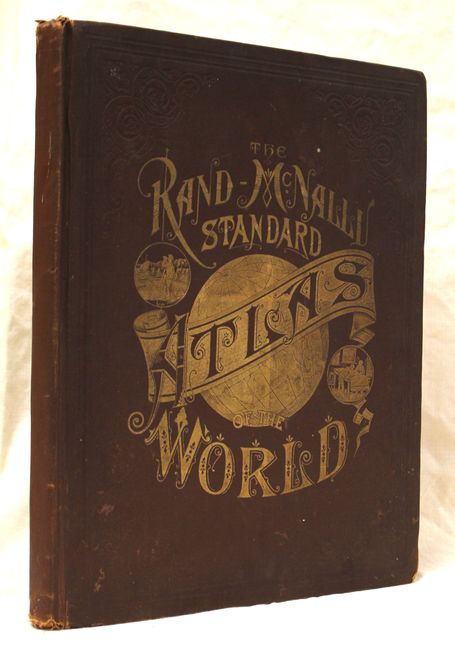 THE
RAND-MCNALLY
STANDARD
ATLAS
OF THE
WORLD